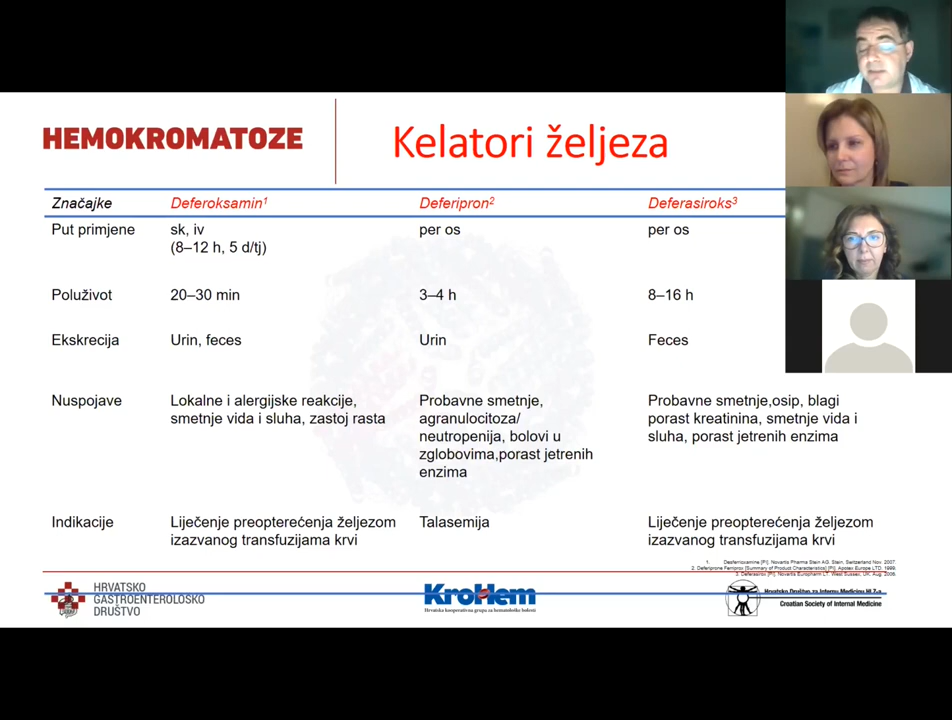 HEMOKROMATOZE
Kelatori željeza
Značajke Deferoksamin¹ Deferipron² Deferasiroks³
Put primjene sk, iv per os per os
(8–12 h, 5 d/tj)
Poluživot 20–30 min 3–4 h 8–16 h
Ekskrecija Urin, feces Urin Feces
Nuspojave Lokalne i alergijske reakcije, Probavne smetnje, Probavne smetnje,osip, blagi
smetnje vida i sluha, zastoj rasta agranulocitoza/ porast kreatinina, smetnje vida i
neutropenija, bolovi u sluha, porast jetrenih enzima
zglobovima,porast jetrenih
enzima
Indikacije Liječenje preopterećenja željezom Talasemija Liječenje preopterećenja željezom
izazvanog transfuzijama krvi izazvanog transfuzijama krvi
1. Desferrioxamine [PI]. Novartis Pharma Stein AG. Stein, Switzerland Nov. 2007.
2. Deferiprone Ferriprox [Summary of Product Characteristics] [PI]. Apotex Europe LTD. 1999.
3. Deferasirox [PI]. Novartis Europharm LT. West Sussex, UK, Aug. 2006.
HRVATSKO
GASTROENTEROLOŠKO
DRUŠTVO
KroHem
Hrvatska kooperativna grupa za hematološke bolesti
Hrvatsko Društvo za Internu Medicinu HLZ-a
Croatian Society of Internal Medicine